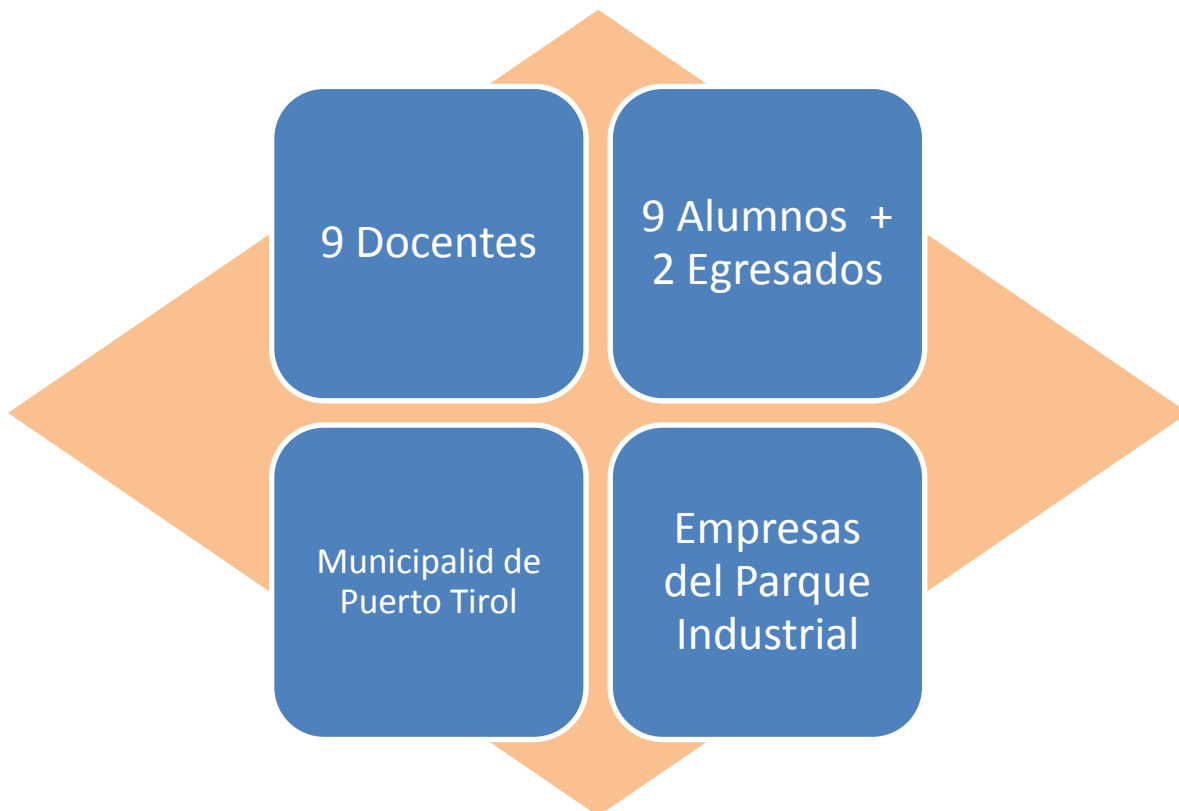 9 Docentes
9 Alumnos +
2 Egresados
Municipalid de
Puerto Tirol
Empresas
del Parque
Industrial